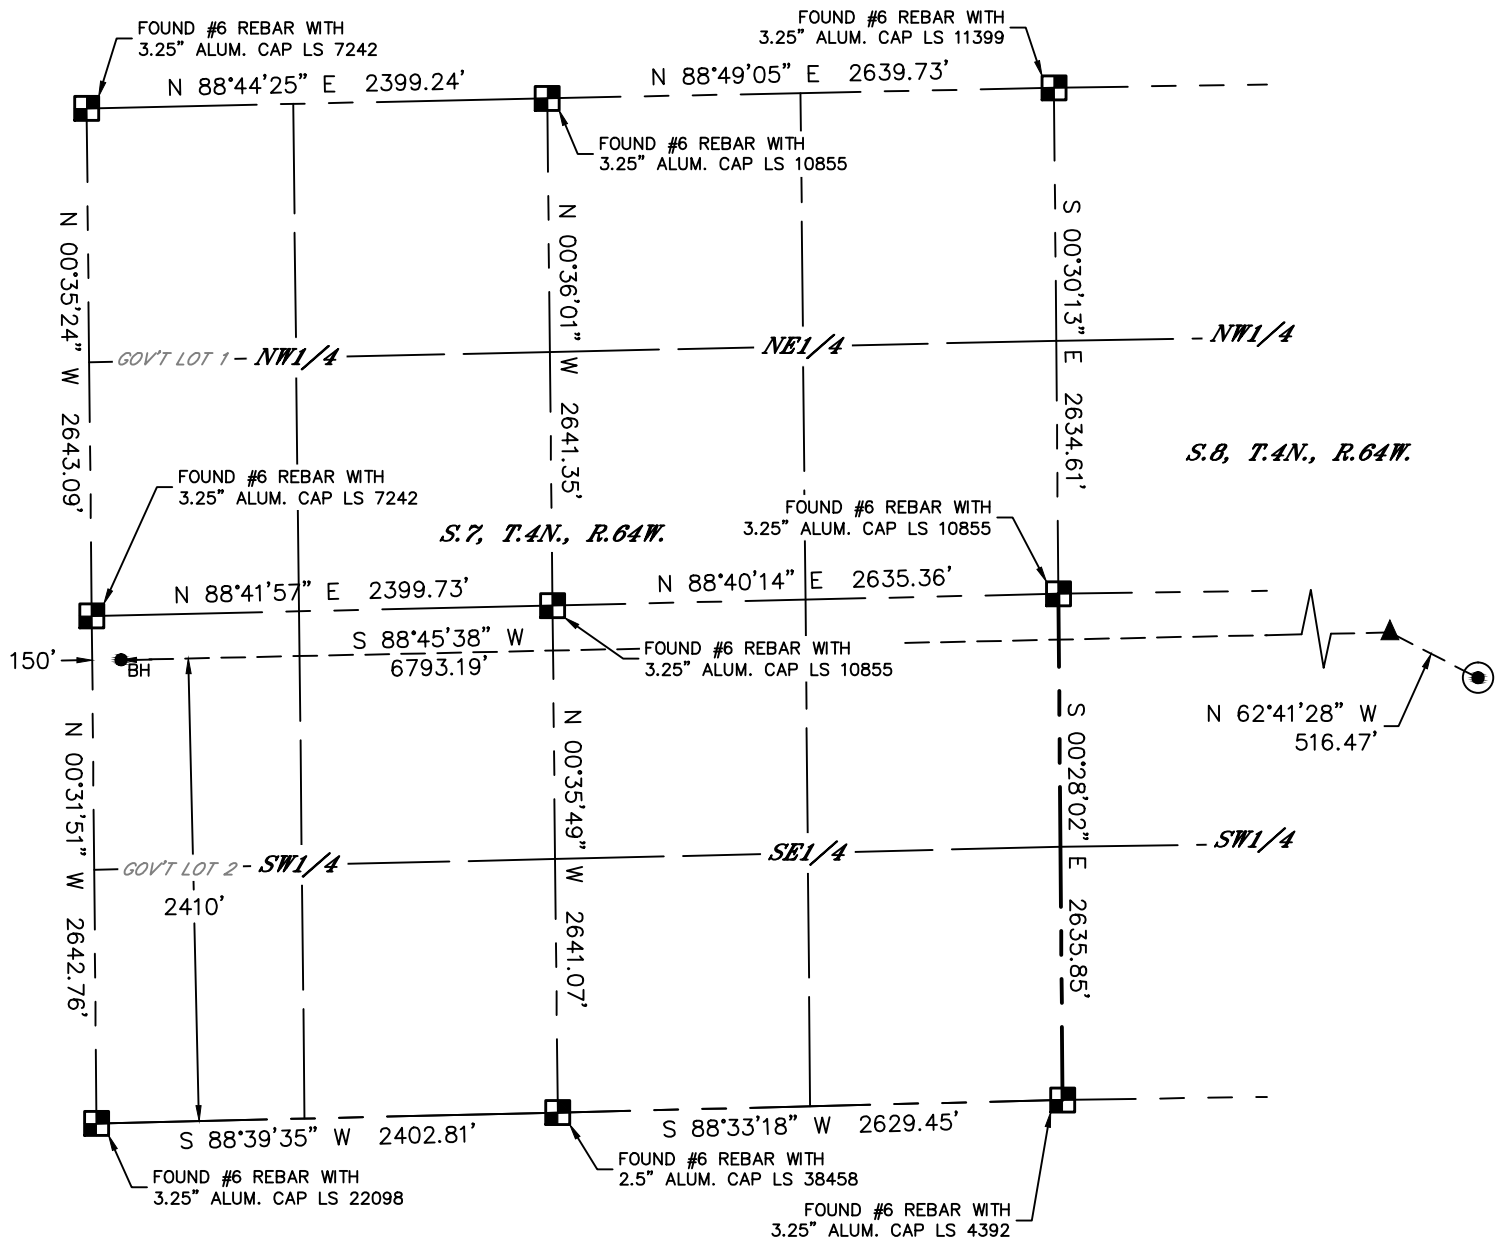 FOUND #6 REBAR WITH
3.25" ALUM. CAP LS 7242
FOUND #6 REBAR WITH
3.25" ALUM. CAP LS 11399
N 88°44'25" E 2399.24'
N 88°49'05" E 2639.73'
FOUND #6 REBAR WITH
3.25" ALUM. CAP LS 10855
N 00°35'24" W 2643.09'
N 00°36'01" W 2641.35'
S 00°30'13" E 2634.61'
GOV'T LOT 1
NW1/4
NE1/4
NW1/4
S.8, T.4N., R.64W.
FOUND #6 REBAR WITH
3.25" ALUM. CAP LS 7242
S.7, T.4N., R.64W.
FOUND #6 REBAR WITH
3.25" ALUM. CAP LS 10855
N 88°41'57" E 2399.73'
N 88°40'14" E 2635.36'
S 88°45'38" W
6793.19'
150'
BH
FOUND #6 REBAR WITH
3.25" ALUM. CAP LS 10855
N 62°41'28" W
516.47'
N 00°31'51" W 2642.76'
N 00°35'49" W 2641.07'
S 00°28'02" E 2635.85'
GOV'T LOT 2
SW1/4
SE1/4
SW1/4
2410'
S 88°39'35" W 2402.81'
S 88°33'18" W 2629.45'
FOUND #6 REBAR WITH
3.25" ALUM. CAP LS 22098
FOUND #6 REBAR WITH
2.5" ALUM. CAP LS 38458
FOUND #6 REBAR WITH
3.25" ALUM. CAP LS 4392